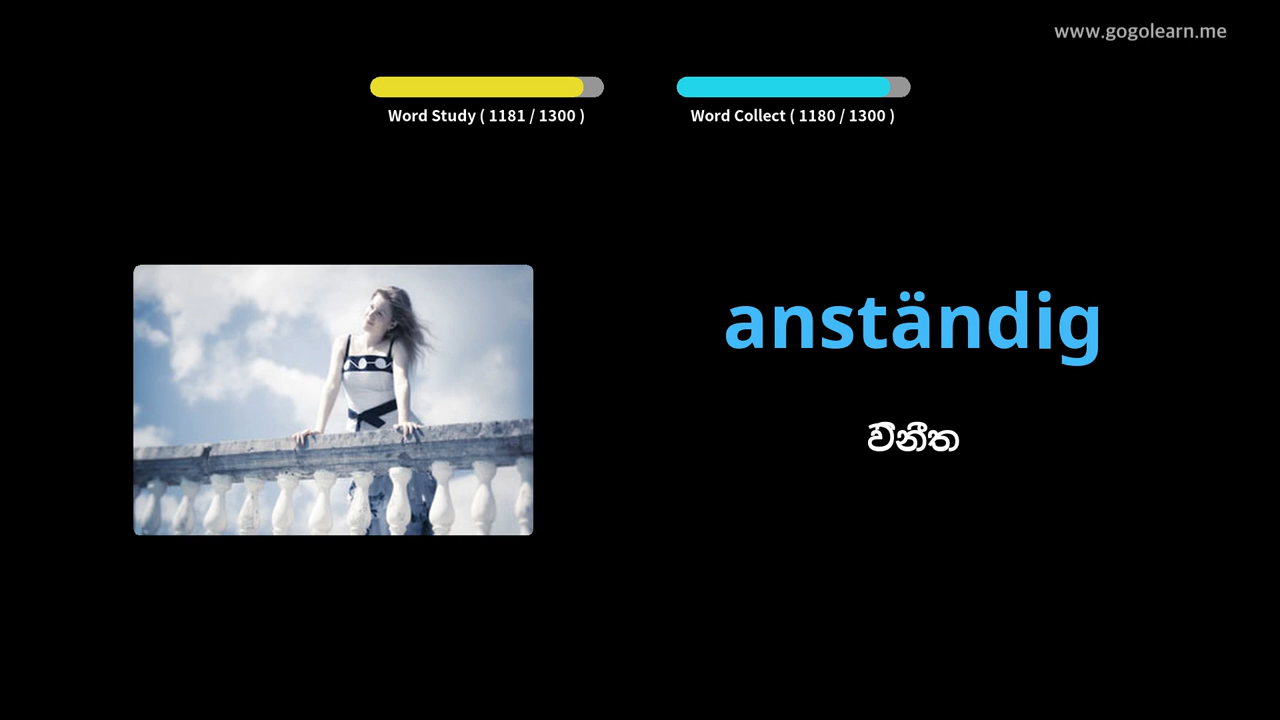 www.gogolearn.me
Word Study ( 1181 / 1300 )
Word Collect ( 1180 / 1300 )
anständig
විනීත